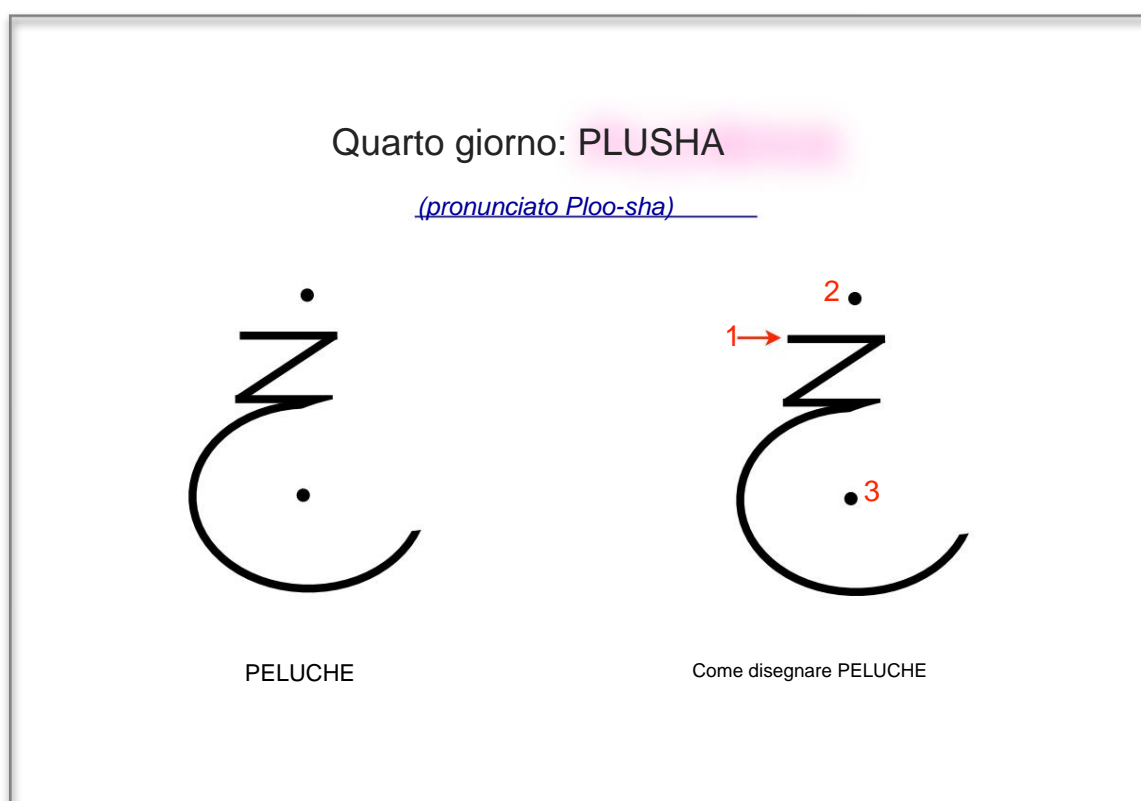 Quarto giorno: PLUSHA
(pronunciato Ploo-sha)
2
1
3
PELUCHE
Come disegnare PELUCHE